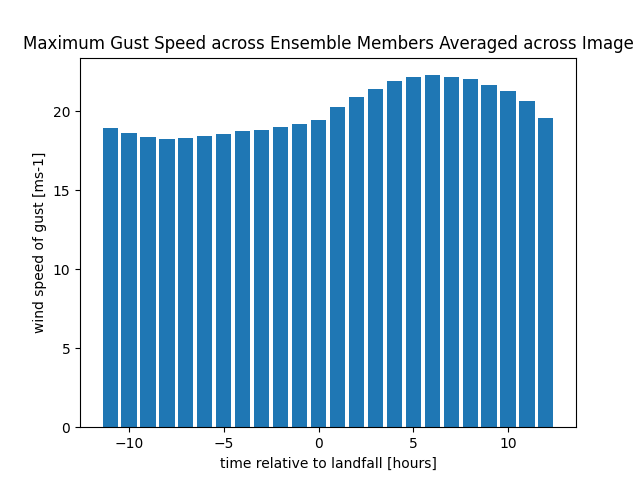 Maximum Gust Speed across Ensemble Members Averaged across Image
wind speed of gust [ms-1]
20
15
10
5
0
−10 −5 0 5 10
time relative to landfall [hours]